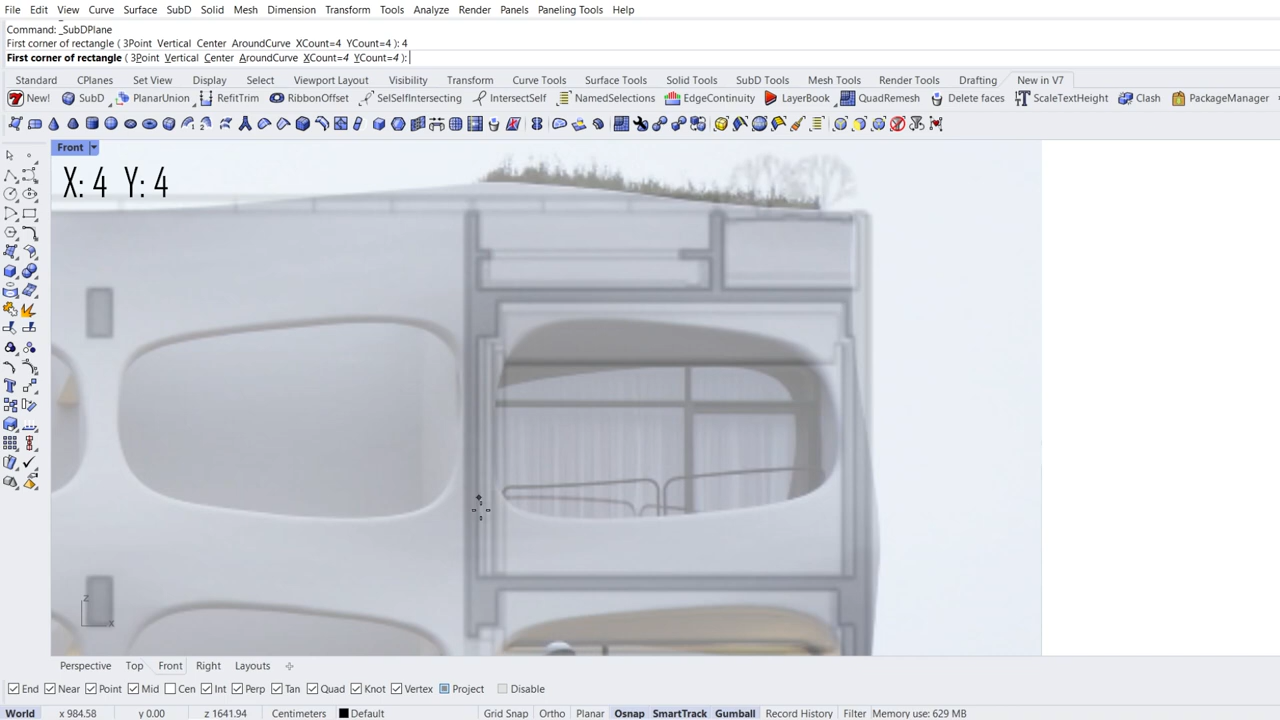 File Edit View Curve Surface SubD Solid Mesh Dimension Transform Tools Analyze Render Panels Paneling Tools Help
Command: _SubDPlane
First corner of rectangle ( 3Point Vertical Center AroundCurve XCount=4 YCount=4 ): 4
First corner of rectangle ( 3Point Vertical Center AroundCurve XCount=4 YCount=4 ):
Standard CPlanes Set View Display Select Viewport Layout Visibility Transform Curve Tools Surface Tools Solid Tools SubD Tools Mesh Tools Render Tools Drafting New in V7
New! SubD PlanarUnion RefitTrim RibbonOffset SelSelfIntersecting IntersectSelf NamedSelections EdgeContinuity LayerBook QuadRemesh Delete faces ScaleTextHeight Clash PackageManager
Front
X: 4 Y: 4
z
x
Perspective Top Front Right Layouts
End Near Point Mid Cen Int Perp Tan Quad Knot Vertex Project Disable
World x 984.58 y 0.00 z 1641.94 Centimeters Default Grid Snap Ortho Planar Osnap SmartTrack Gumball Record History Filter Memory use: 629 MB